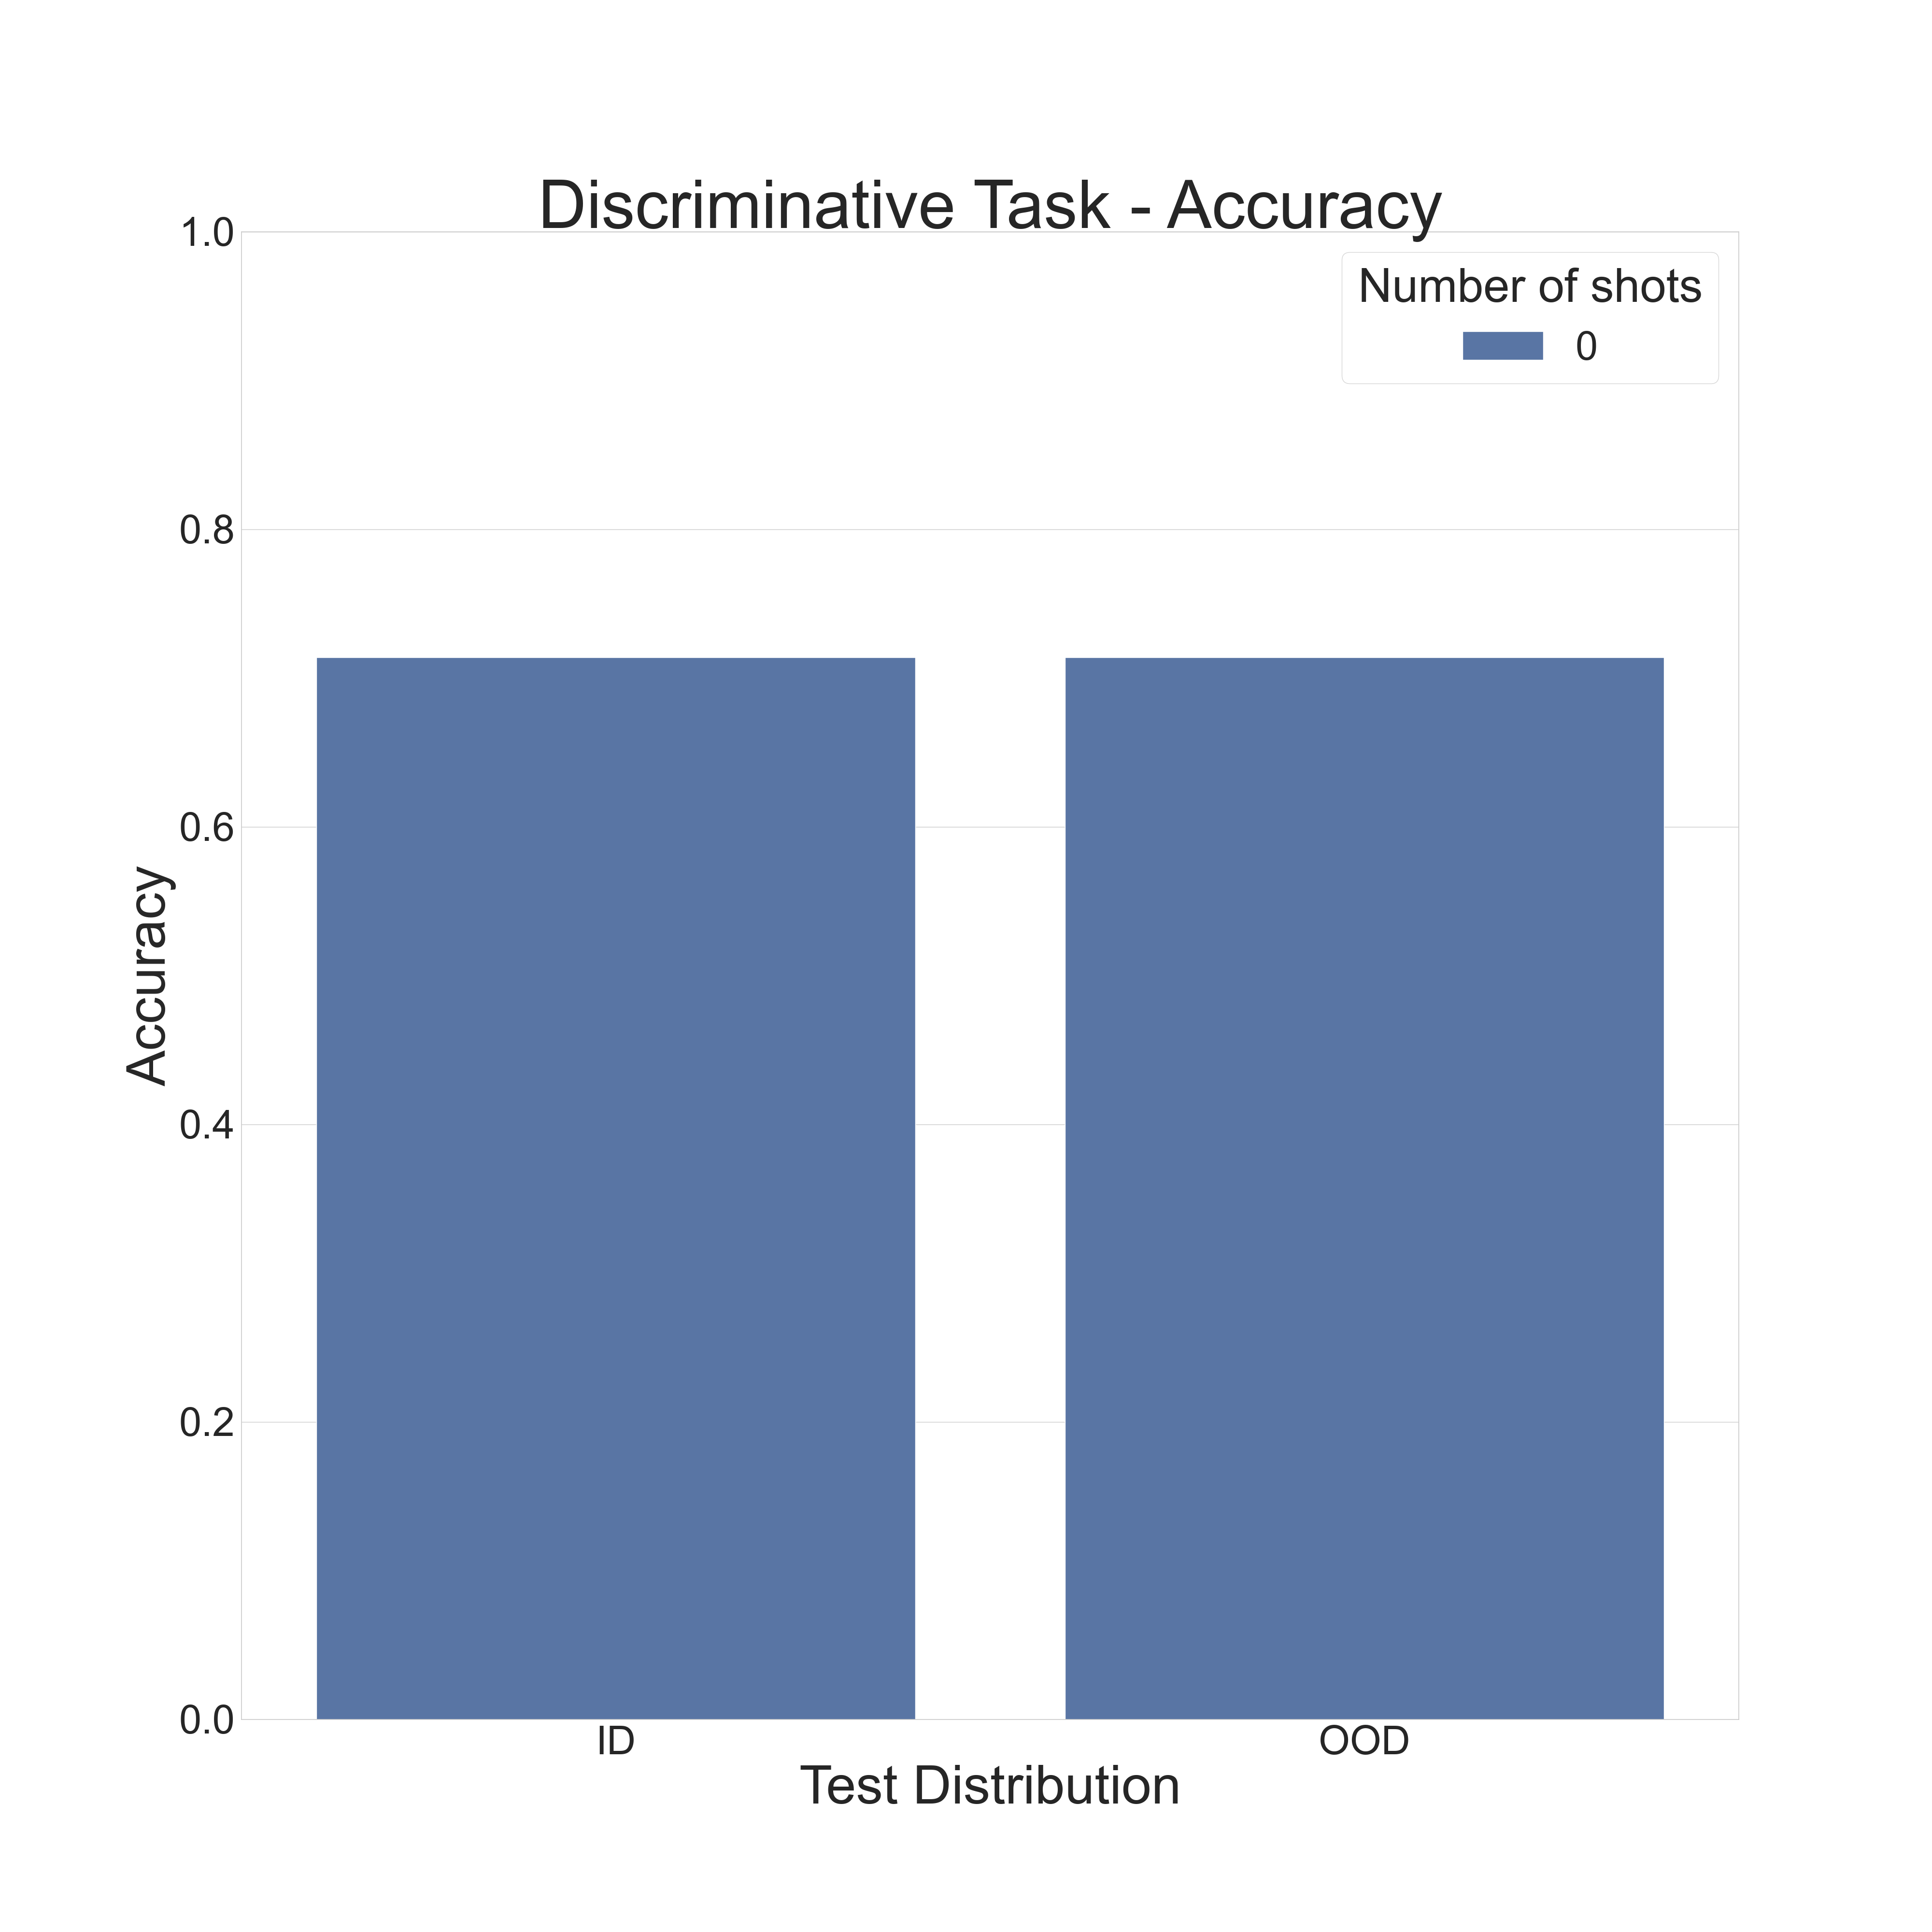 Discriminative Task - Accuracy
Number of shots
0
1.0
0.8
0.6
0.4
0.2
0.0
Accuracy
ID
OOD
Test Distribution